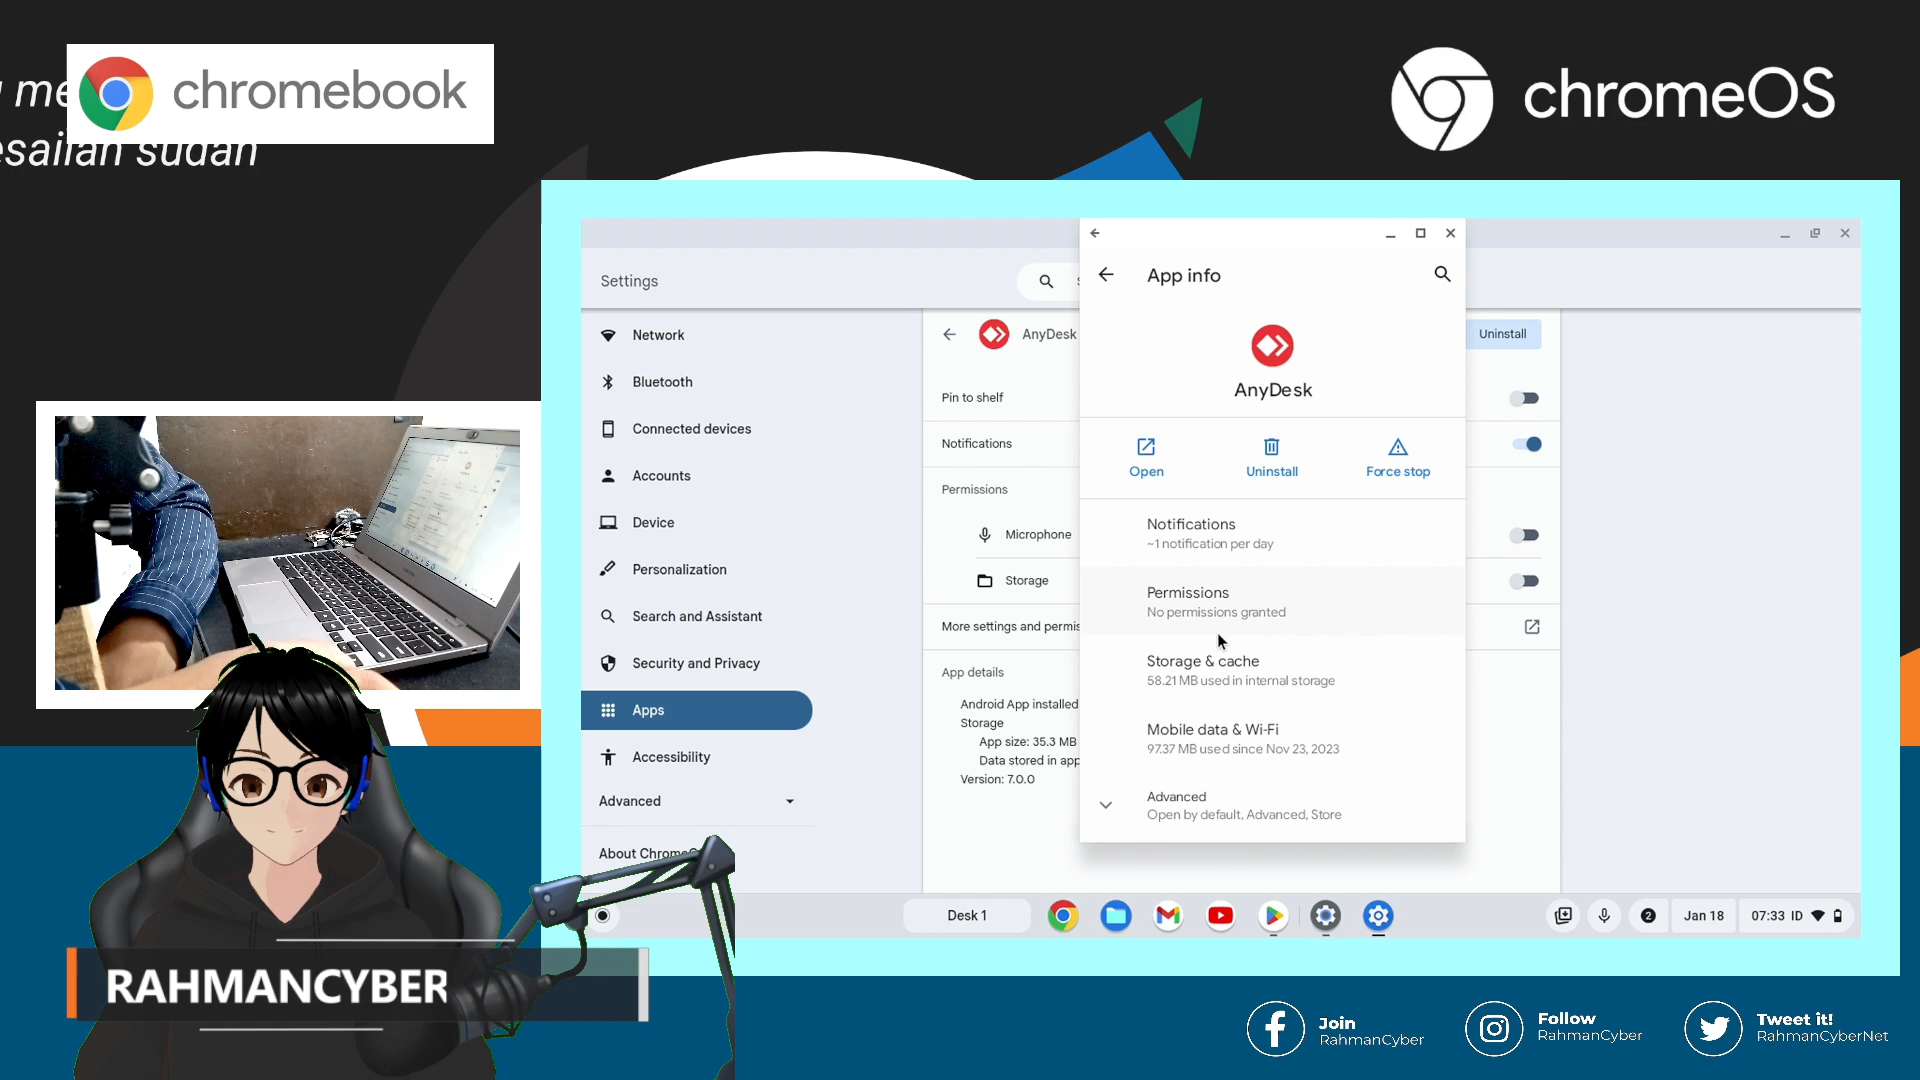 me
esaiian sudah
chromebook
chromeOS
Settings
Network
Bluetooth
Connected devices
Accounts
Device
Personalization
Search and Assistant
Security and Privacy
Apps
Accessibility
Advanced
About Chrome
AnyDesk
Uninstall
Pin to shelf
Notifications
Permissions
Microphone
Storage
More settings and permis
App details
Android App installed
Storage
App size: 35.3 MB
Data stored in app
Version: 7.0.0
App info
AnyDesk
Open
Uninstall
Force stop
Notifications
~1 notification per day
Permissions
No permissions granted
Storage & cache
58.21 MB used in internal storage
Mobile data & Wi-Fi
97.37 MB used since Nov 23, 2023
Advanced
Open by default, Advanced, Store
Desk 1
2
Jan 18
07:33 ID
RAHMANCYBER
Join
RahmanCyber
Follow
RahmanCyber
Tweet it!
RahmanCyberNet